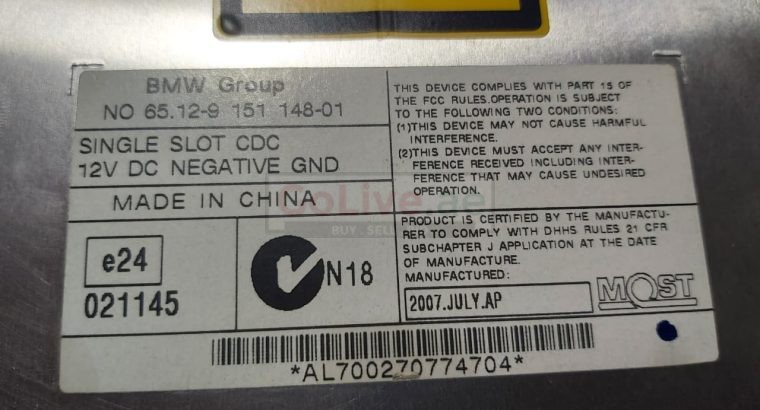 BMW Group
NO 65.12-9 151 148-01
SINGLE SLOT CDC
12V DC NEGATIVE GND
MADE IN CHINA
e24
021145
N18
THIS DEVICE COMPLIES WITH PART 15 OF
THE FCC RULES.OPERATION IS SUBJECT
TO THE FOLLOWING TWO CONDITIONS:
(1)THIS DEVICE MAY NOT CAUSE HARMFUL
INTERFERENCE.
(2)THIS DEVICE MUST ACCEPT ANY INTER-
FERENCE RECEIVED INCLUDING INTER-
FERENCE THAT MAY CAUSE UNDESIRED
OPERATION.
PRODUCT IS CERTIFIED BY THE MANUFACTU-
RER TO COMPLY WITH DHHS RULES 21 CFR
SUBCHAPTER J APPLICATION AT THE DATE
OF MANUFACTURE.
MANUFACTURED:
2007.JULY.AP
MOST
*AL700270774704*
GoLive.ae
BUY. SELL